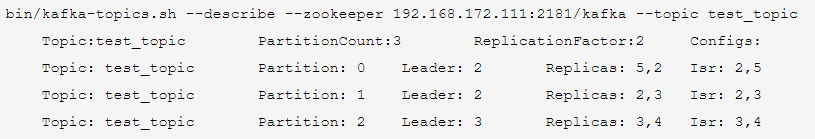 bin/kafka-topics.sh --describe --zookeeper 192.168.172.111:2181/kafka --topic test_topic
Topic:test_topic PartitionCount:3 ReplicationFactor:2 Configs:
Topic: test_topic Partition: 0 Leader: 2 Replicas: 5,2 Isr: 2,5
Topic: test_topic Partition: 1 Leader: 2 Replicas: 2,3 Isr: 2,3
Topic: test_topic Partition: 2 Leader: 3 Replicas: 3,4 Isr: 3,4